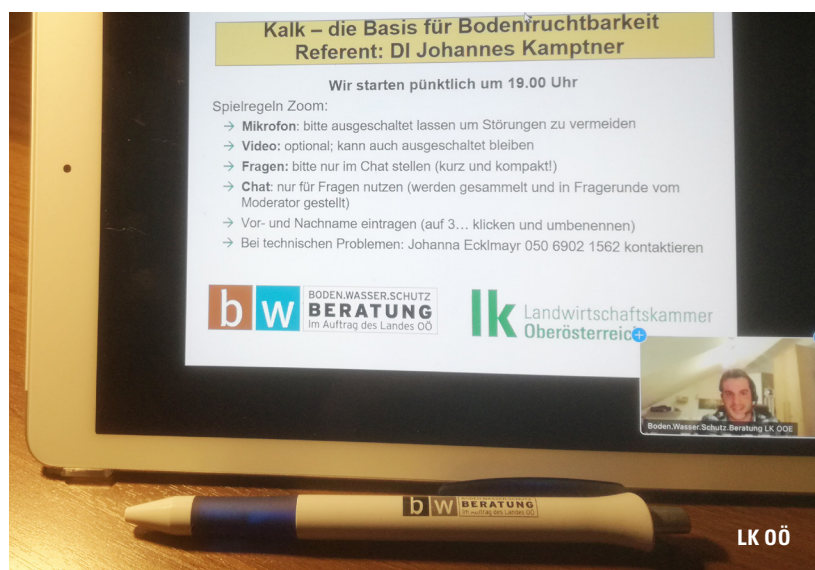 Kalk – die Basis für Bodenfruchtbarkeit
Referent: DI Johannes Kamptner
Wir starten pünktlich um 19.00 Uhr
Spielregeln Zoom:
→ Mikrofon: bitte ausgeschaltet lassen um Störungen zu vermeiden
→ Video: optional; kann auch ausgeschaltet bleiben
→ Fragen: bitte nur im Chat stellen (kurz und kompakt!)
→ Chat: nur für Fragen nutzen (werden gesammelt und in Fragerunde vom
Moderator gestellt)
→ Vor- und Nachname eintragen (auf 3… klicken und umbenennen)
→ Bei technischen Problemen: Johanna Ecklmayr 050 6902 1562 kontaktieren
bw
BODEN.WASSER.SCHUTZ
BERATUNG
Im Auftrag des Landes OÖ
lk
Landwirtschaftskammer
Oberösterreich
Boden.Wasser.Schutz.Beratung LK OOE
bw
BERATUNG
im Auftrag des Landes OÖ
LK OÖ